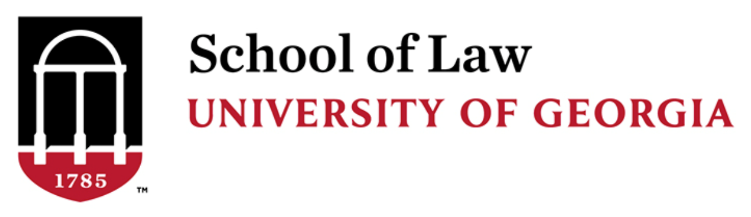 School of Law
UNIVERSITY OF GEORGIA
1785
TM